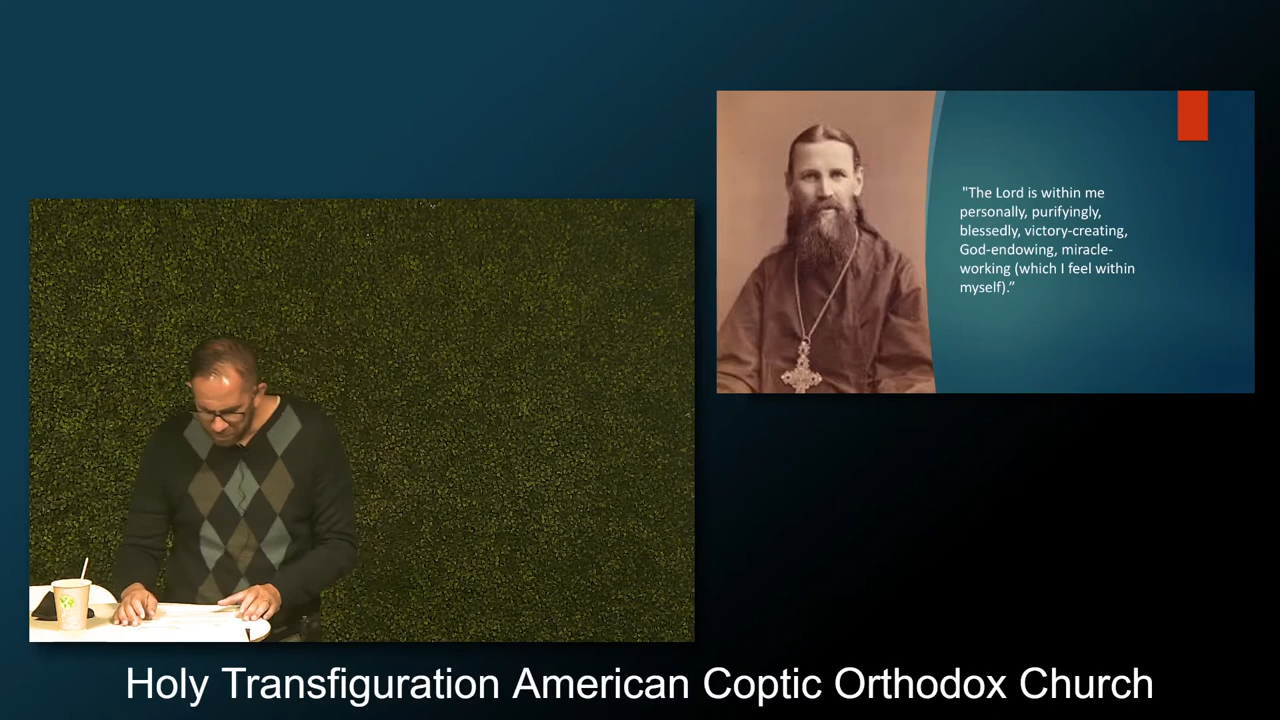 "The Lord is within me
personally, purifyingly,
blessedly, victory-creating,
God-endowing, miracle-
working (which I feel within
myself).”
Holy Transfiguration American Coptic Orthodox Church